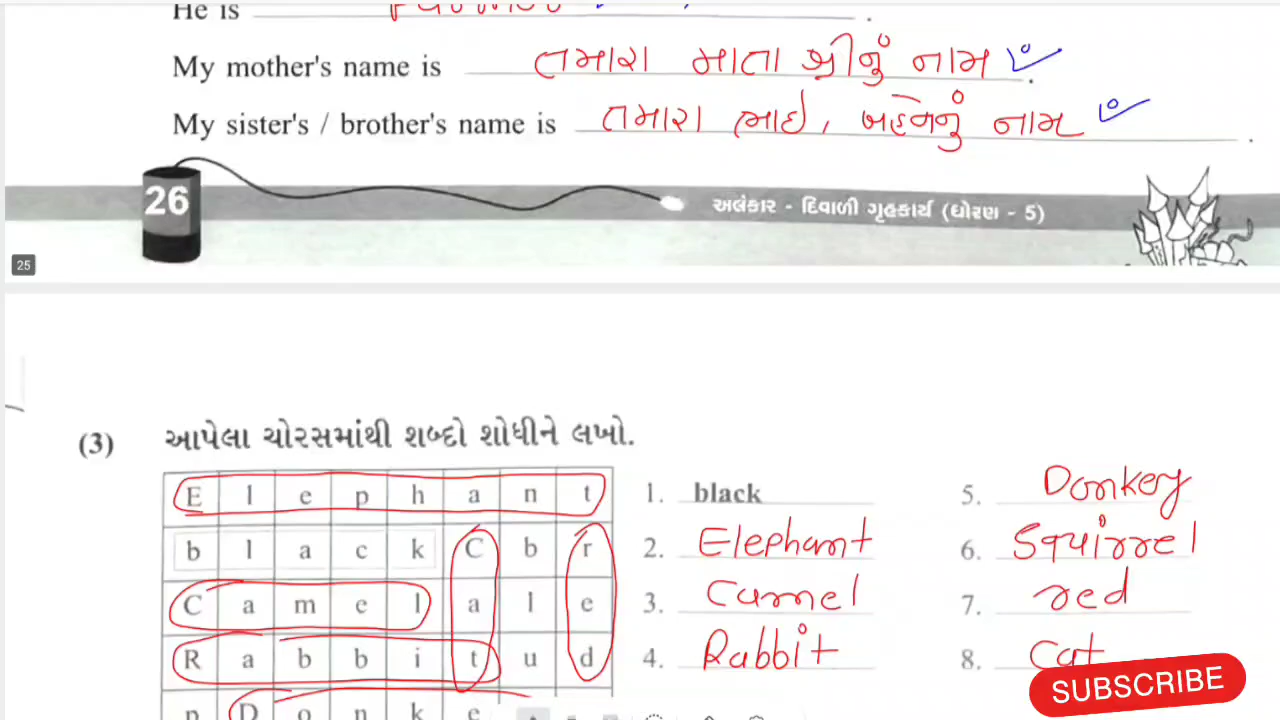 He is
My mother's name is તમારા માતા શ્રીનું નામ .
My sister's / brother's name is તમારા ભાઇ, બહેનનું નામ .
26
અલંકાર - દિવાળી ગૃહકાર્ય (ધોરણ - 5)
25
(3) આપેલા ચોરસમાંથી શબ્દો શોધીને લખો.
E l e p h a n t
b l a c k C b r
C a m e l a l e
R a b b i t u d
p D o n k e
1. black
2. Elephant
3. Camel
4. Rabbit
5. Donkey
6. Squirrel
7. red
8. Cat
SUBSCRIBE